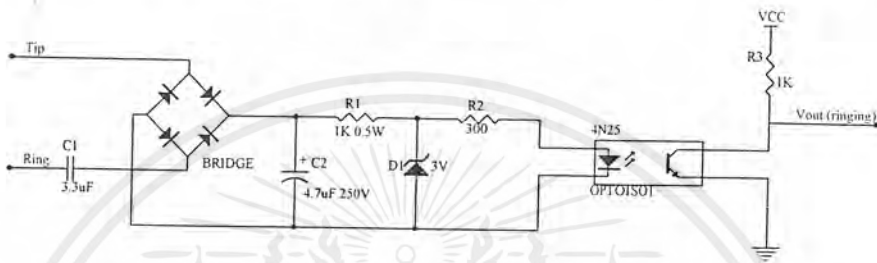 VCC
R3
1K
Tip
Vout (ringing)
R1
1K 0.5W
R2
300
4N25
C1
Ring
3.3uF
BRIDGE
+
C2
4.7uF 250V
D1
3V
OPTOISO1